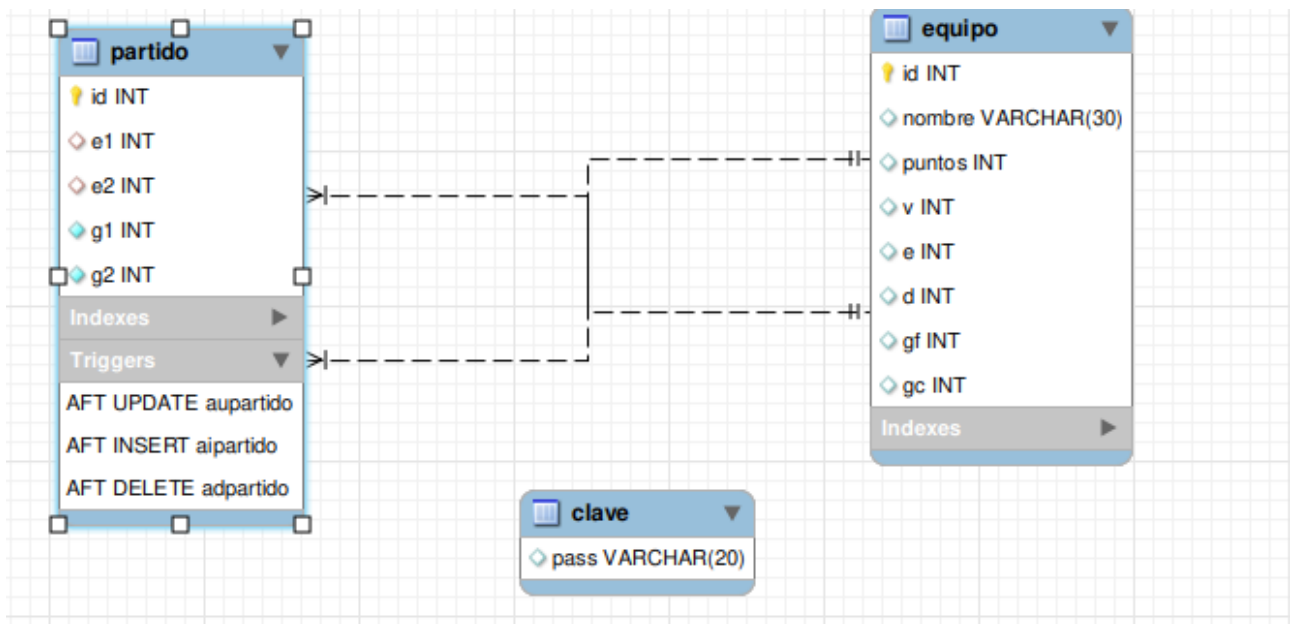 partido
id INT
e1 INT
e2 INT
g1 INT
g2 INT
Indexes
Triggers
AFT UPDATE aupartido
AFT INSERT aipartido
AFT DELETE adpartido
equipo
id INT
nombre VARCHAR(30)
puntos INT
v INT
e INT
d INT
gf INT
gc INT
Indexes
clave
pass VARCHAR(20)